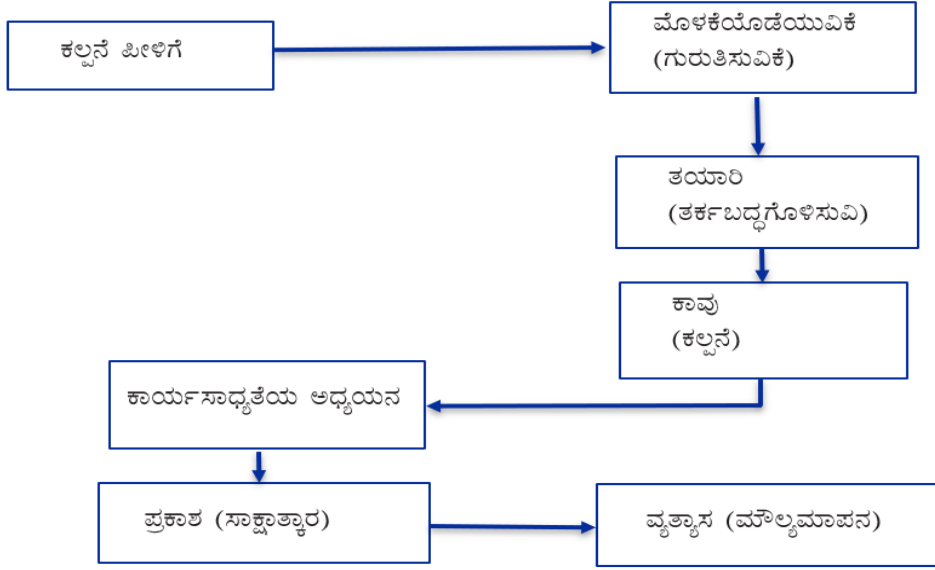 ಕಲ್ಪನೆ ಪೀಳಿಗೆ
ಮೊಳಕೆಯೊಡೆಯುವಿಕೆ
(ಗುರುತಿಸುವಿಕೆ)
ತಯಾರಿ
(ತರ್ಕಬದ್ಧಗೊಳಿಸುವಿ)
ಕಾವು
(ಕಲ್ಪನೆ)
ಕಾರ್ಯಸಾಧ್ಯತೆಯ ಅಧ್ಯಯನ
ಪ್ರಕಾಶ (ಸಾಕ್ಷಾತ್ಕಾರ)
ವ್ಯತ್ಯಾಸ (ಮೌಲ್ಯಮಾಪನ)